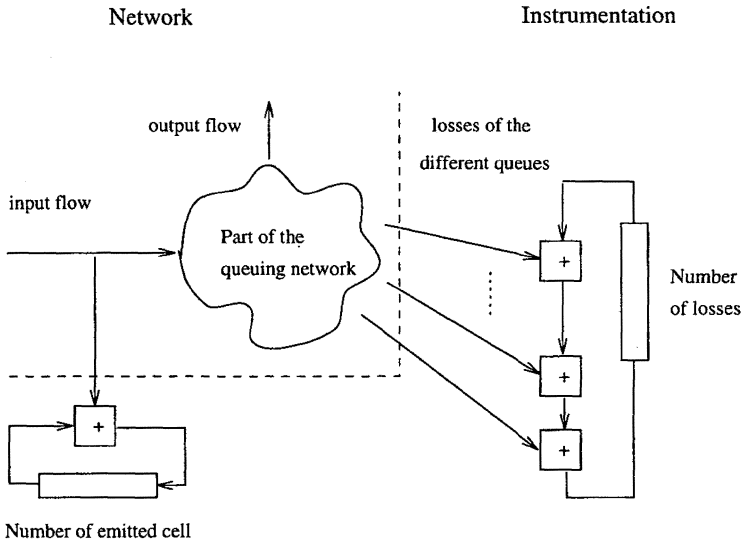 Network
Instrumentation
output flow
losses of the
different queues
input flow
Part of the
queuing network
+
Number
of losses
+
+
+
Number of emitted cell